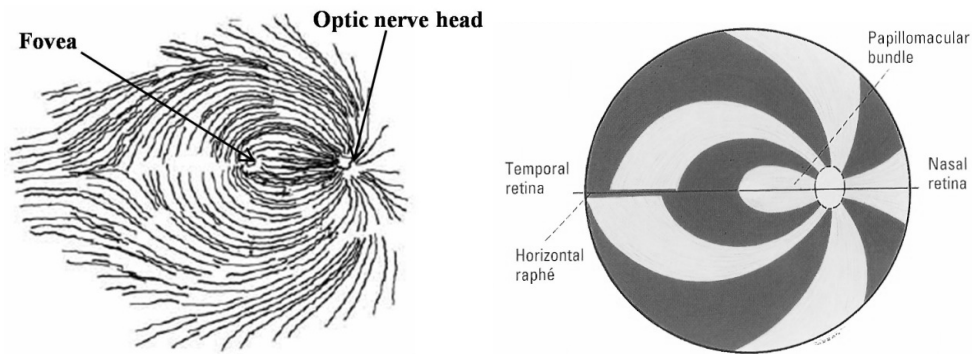 Fovea
Optic nerve head
Papillomacular
bundle
Temporal
retina
Nasal
retina
Horizontal
raphé